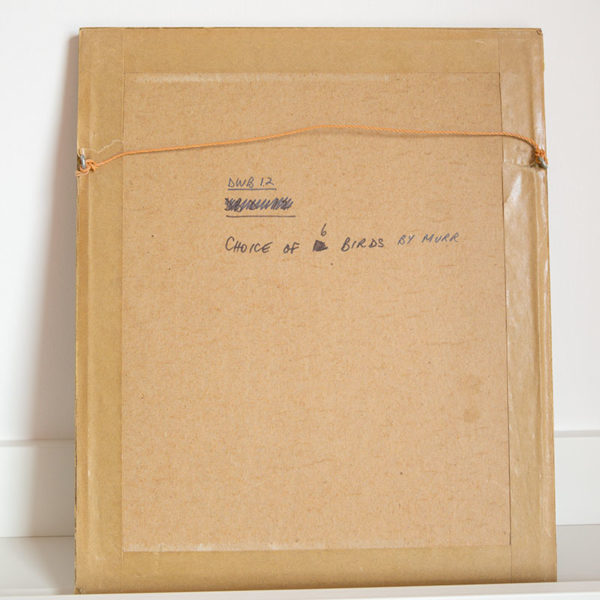 DWB 12
CHOICE OF 6 BIRDS BY MURR